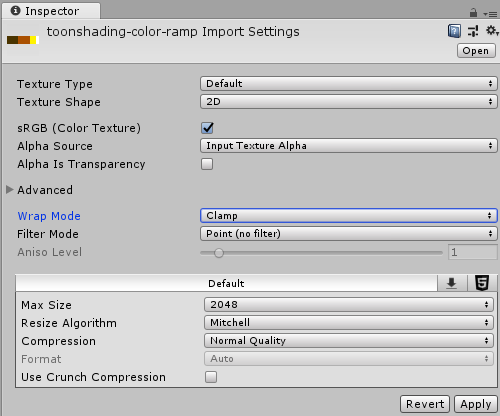 Inspector
toonshading-color-ramp Import Settings
Open
Texture Type Default
Texture Shape 2D
sRGB (Color Texture)
Alpha Source Input Texture Alpha
Alpha Is Transparency
Advanced
Wrap Mode Clamp
Filter Mode Point (no filter)
Aniso Level 1
Default
Max Size 2048
Resize Algorithm Mitchell
Compression Normal Quality
Format Auto
Use Crunch Compression
Revert Apply